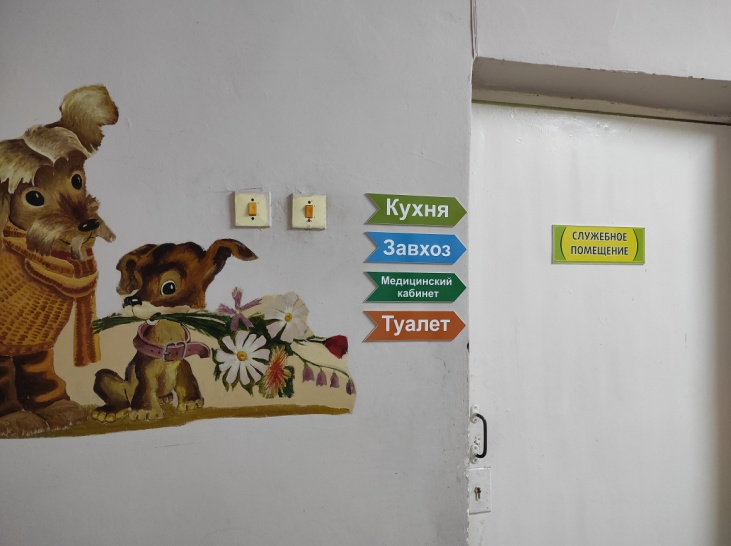 Кухня
Завхоз
Медицинский
кабинет
Туалет
СЛУЖЕБНОЕ
ПОМЕЩЕНИЕ